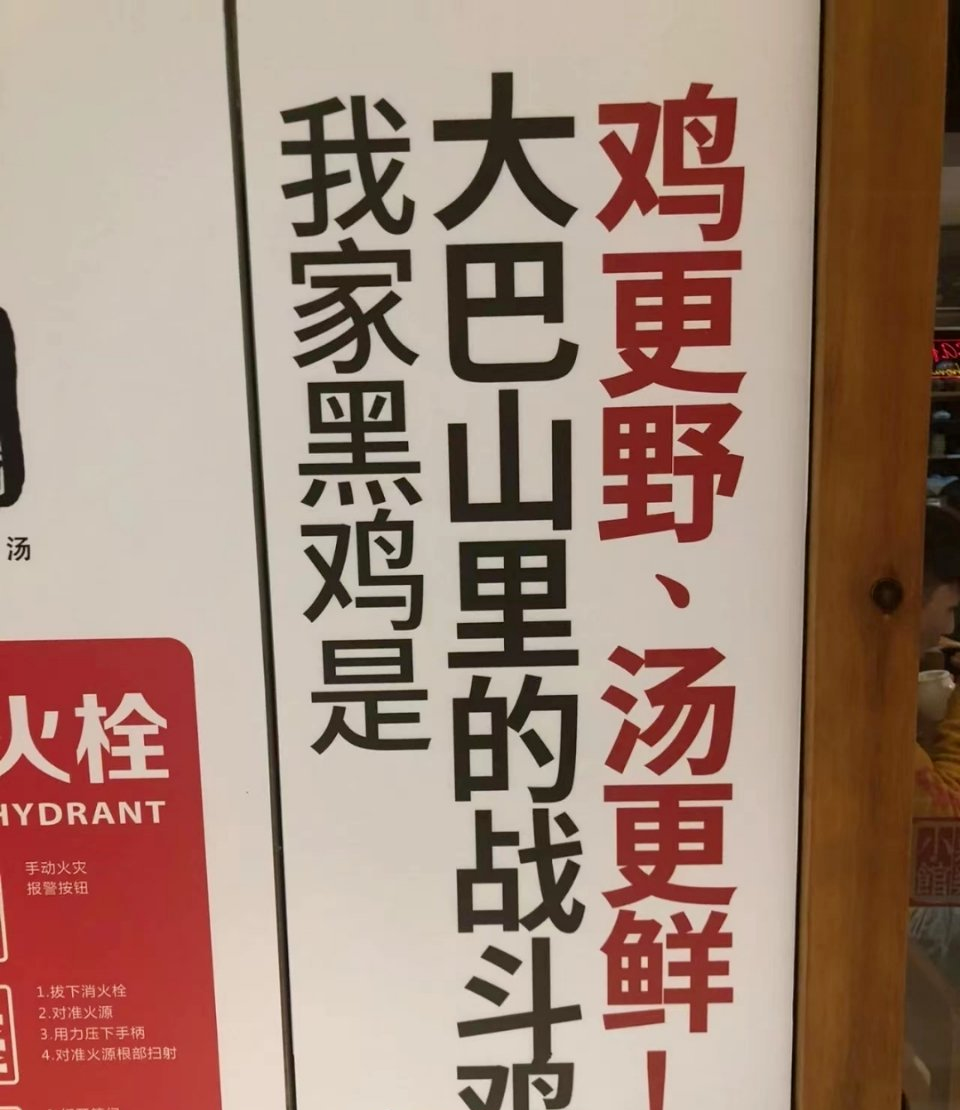 我家黑鸡是
大巴山里的战斗鸡
鸡更野、汤更鲜！
汤
火栓
HYDRANT
手动火灾
报警按钮
1.拔下消火栓
2.对准火源
3.用力压下手柄
4.对准火源根部扫射